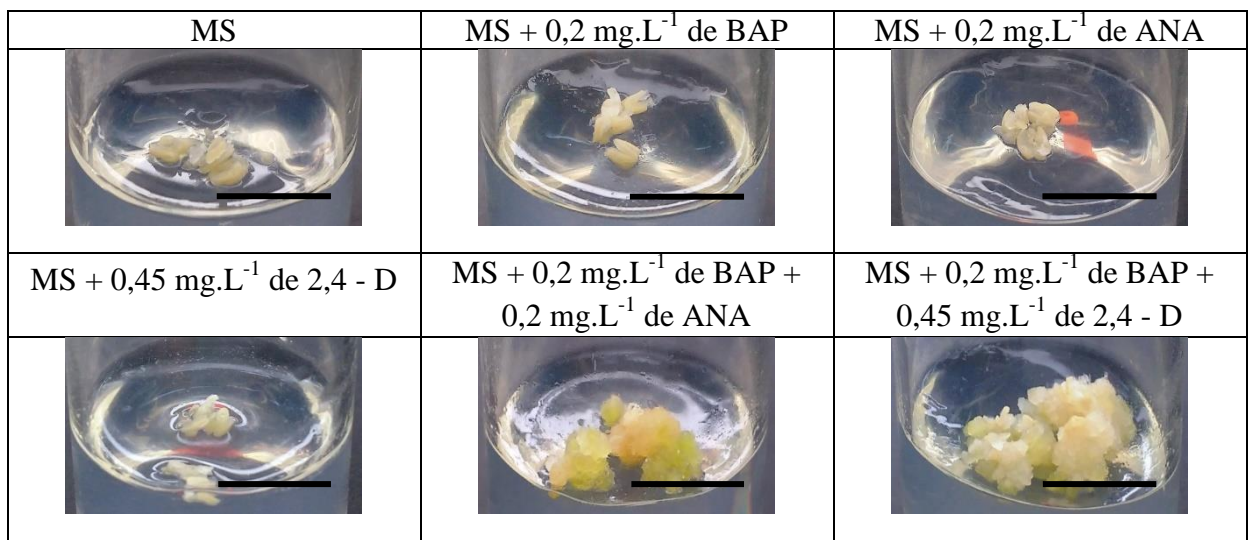 MS
MS + 0,2 mg.L⁻¹ de BAP
MS + 0,2 mg.L⁻¹ de ANA
MS + 0,45 mg.L⁻¹ de 2,4 - D
MS + 0,2 mg.L⁻¹ de BAP +
0,2 mg.L⁻¹ de ANA
MS + 0,2 mg.L⁻¹ de BAP +
0,45 mg.L⁻¹ de 2,4 - D